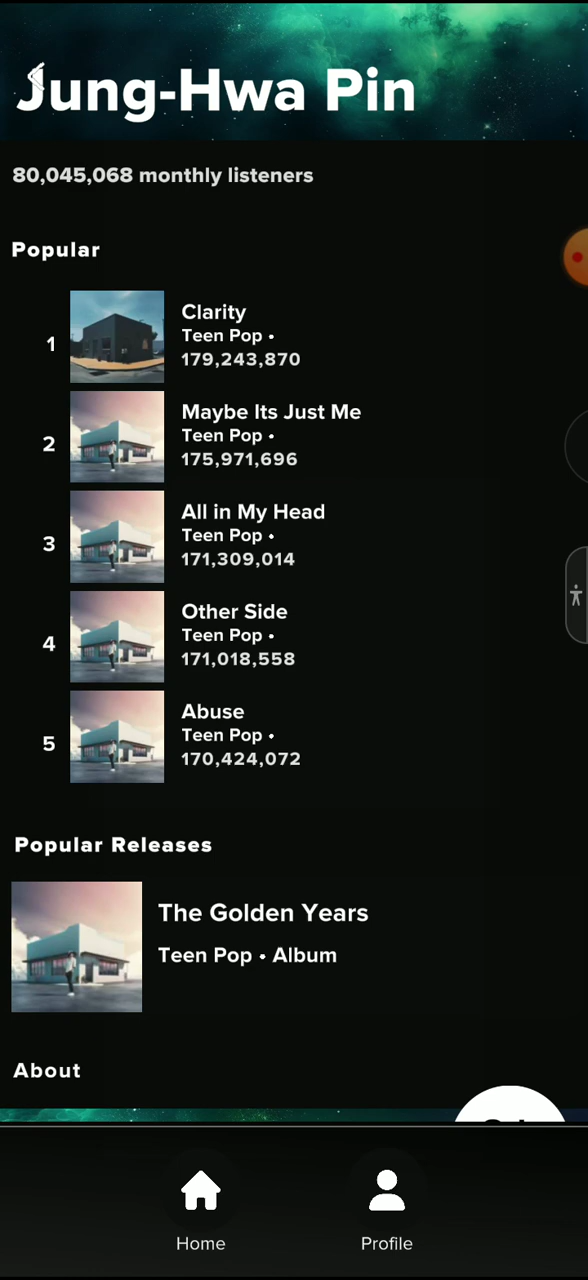 Jung-Hwa Pin
80,045,068 monthly listeners
Popular
1
Clarity
Teen Pop •
179,243,870
2
Maybe Its Just Me
Teen Pop •
175,971,696
3
All in My Head
Teen Pop •
171,309,014
4
Other Side
Teen Pop •
171,018,558
5
Abuse
Teen Pop •
170,424,072
Popular Releases
The Golden Years
Teen Pop • Album
About
Home
Profile